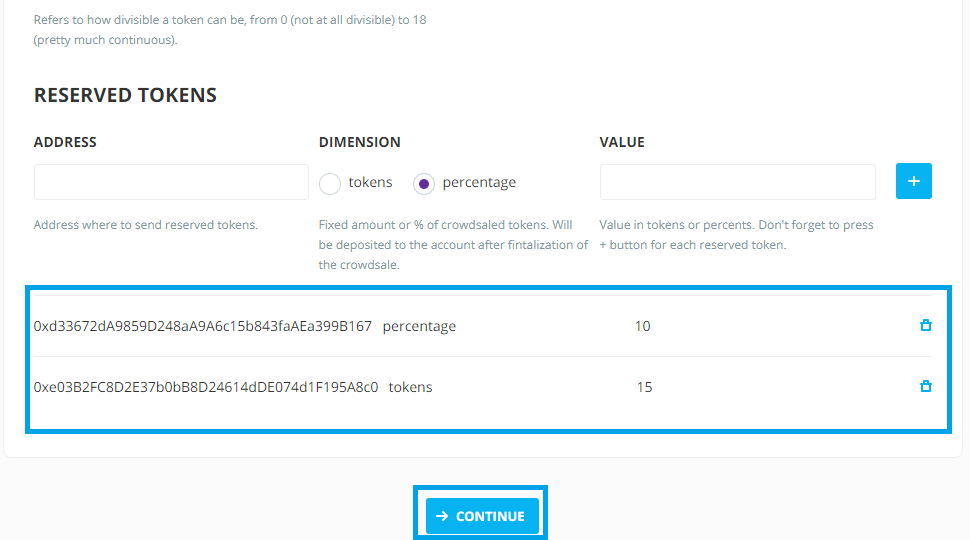 Refers to how divisible a token can be, from 0 (not at all divisible) to 18
(pretty much continuous).
RESERVED TOKENS
ADDRESS
DIMENSION
VALUE
tokens
percentage
+
Address where to send reserved tokens.
Fixed amount or % of crowdsaled tokens. Will
be deposited to the account after fintalization of
the crowdsale.
Value in tokens or percents. Don't forget to press
+ button for each reserved token.
0xd33672dA9859D248aA9A6c15b843faAEa399B167 percentage 10
0xe03B2FC8D2E37b0bB8D24614dDE074d1F195A8c0 tokens 15
CONTINUE